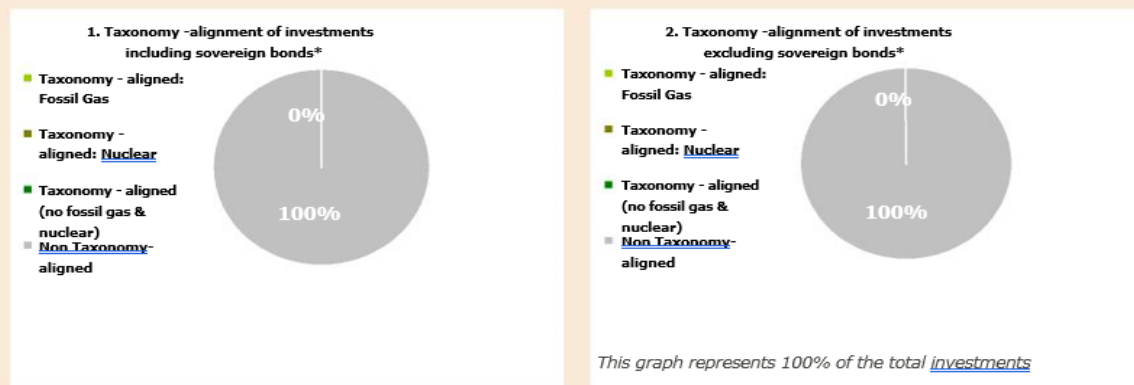 1. Taxonomy -alignment of investments
including sovereign bonds*
Taxonomy - aligned:
Fossil Gas
Taxonomy -
aligned: Nuclear
Taxonomy - aligned
(no fossil gas &
nuclear)
Non Taxonomy-
aligned
0%
100%
2. Taxonomy -alignment of investments
excluding sovereign bonds*
Taxonomy - aligned:
Fossil Gas
Taxonomy -
aligned: Nuclear
Taxonomy - aligned
(no fossil gas &
nuclear)
Non Taxonomy-
aligned
0%
100%
This graph represents 100% of the total investments